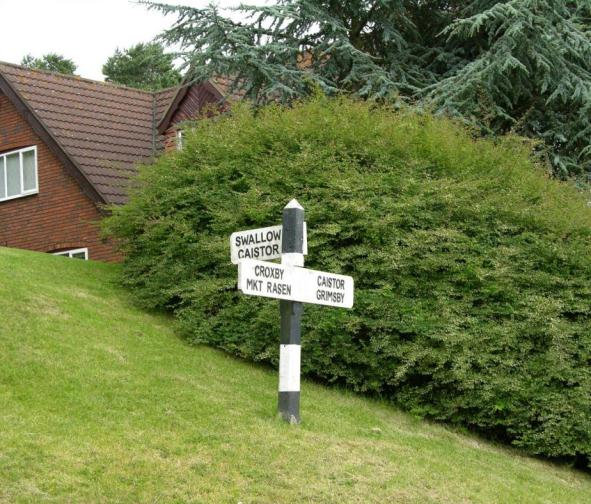 SWALLOW
CAISTOR
CROXBY
MKT RASEN
CAISTOR
GRIMSBY